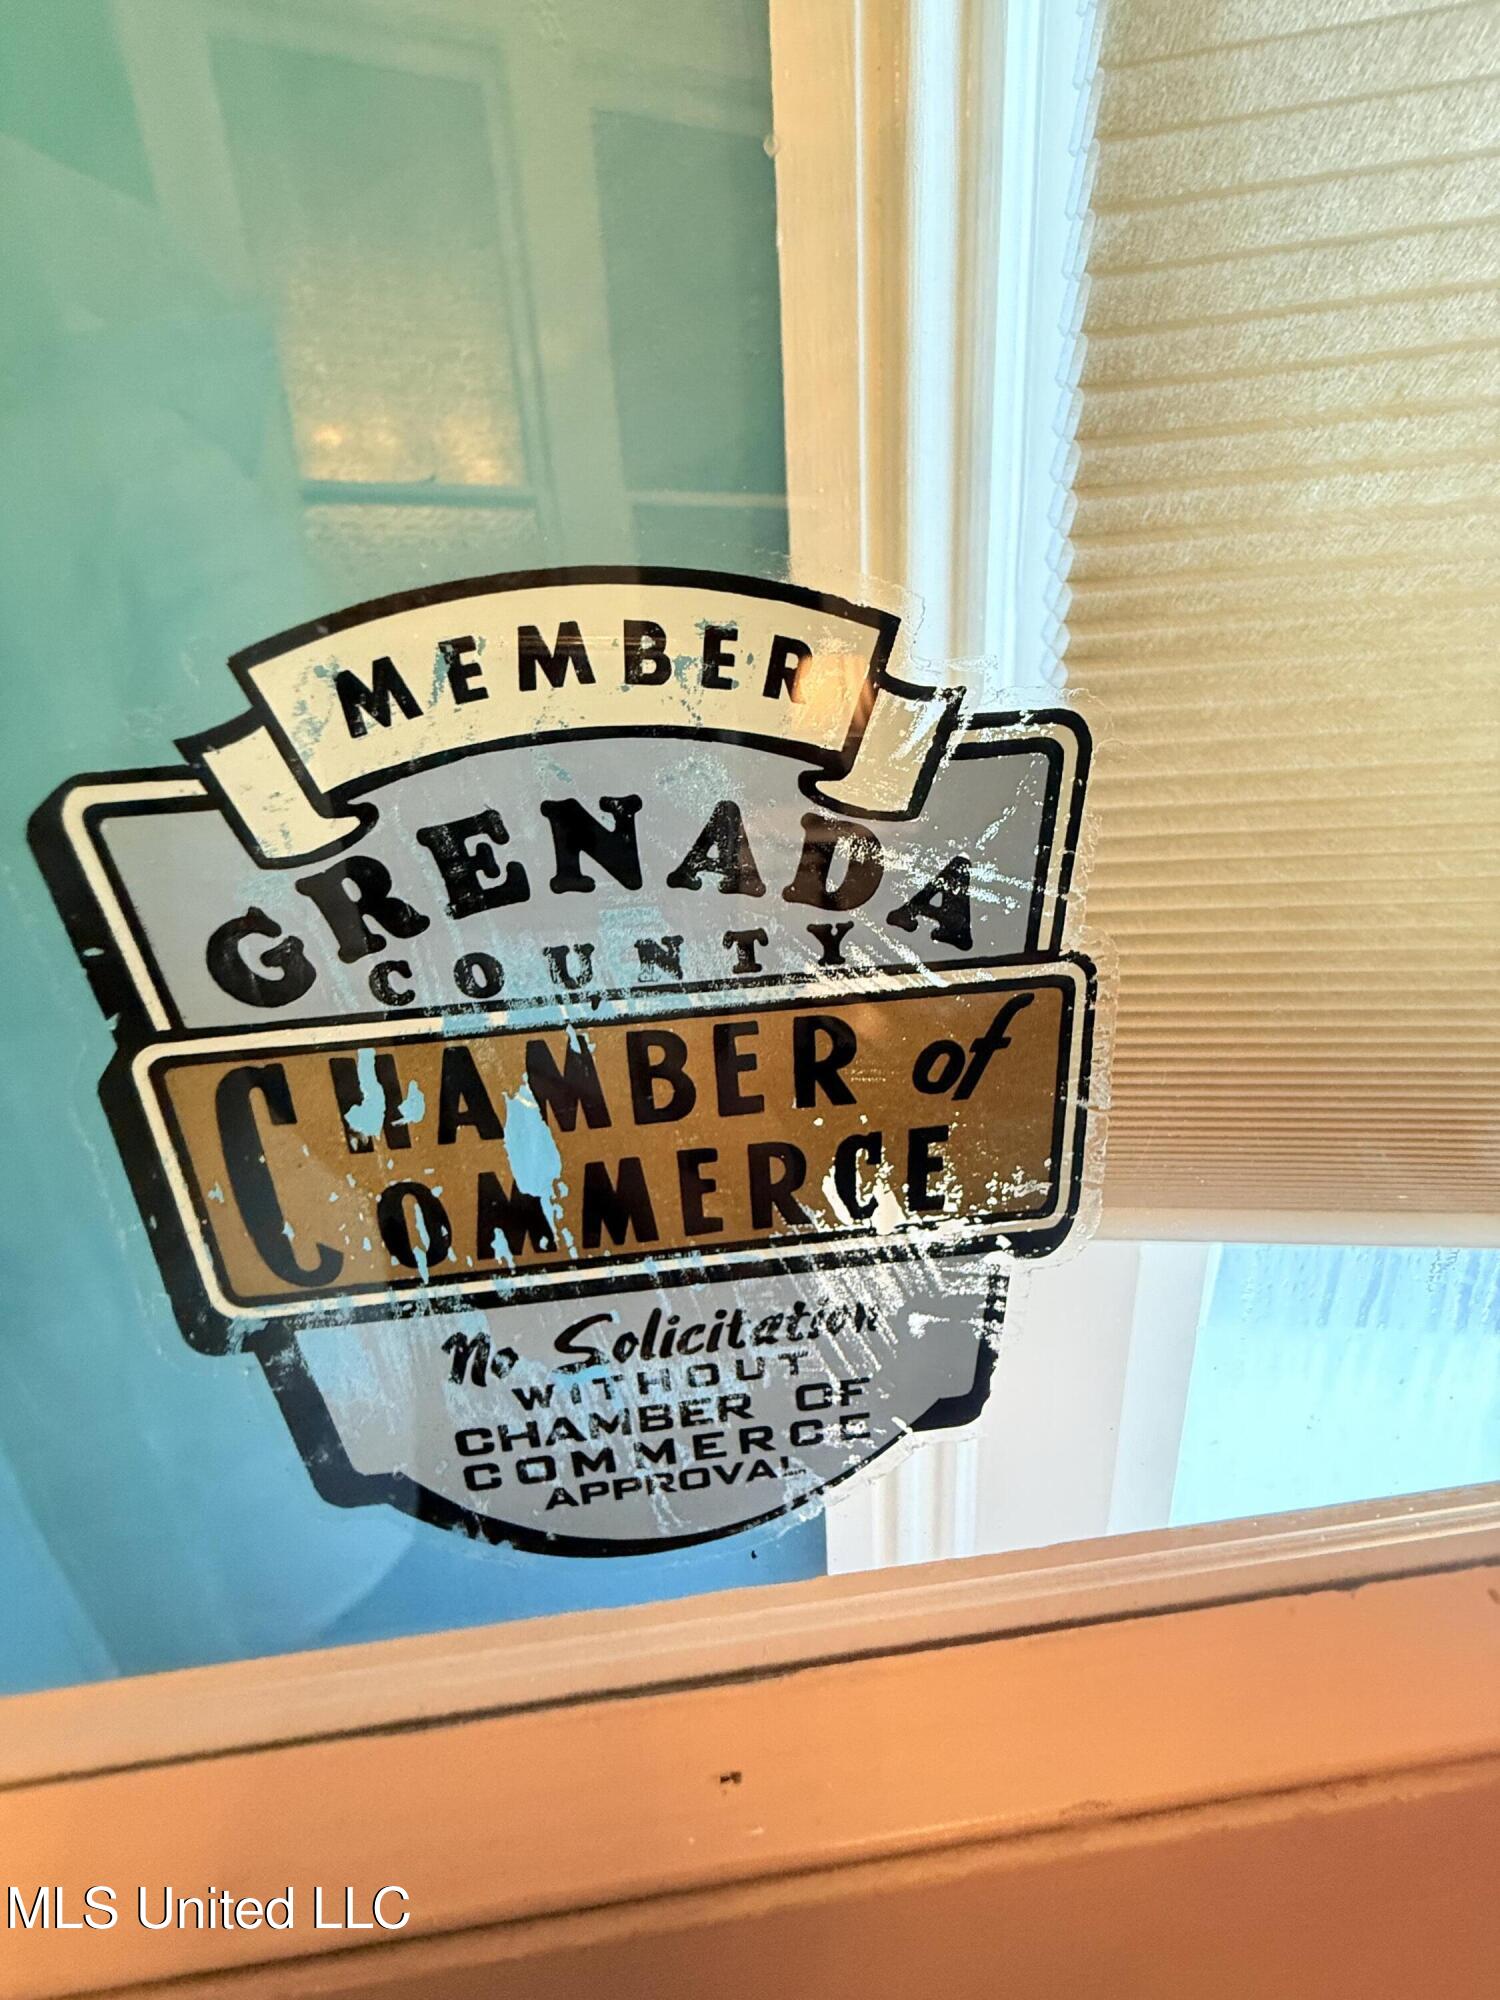 MEMBER
GRENADA
COUNTY
CHAMBER of
COMMERCE
No Solicitation
WITHOUT
CHAMBER OF
COMMERCE
APPROVAL
MLS United LLC